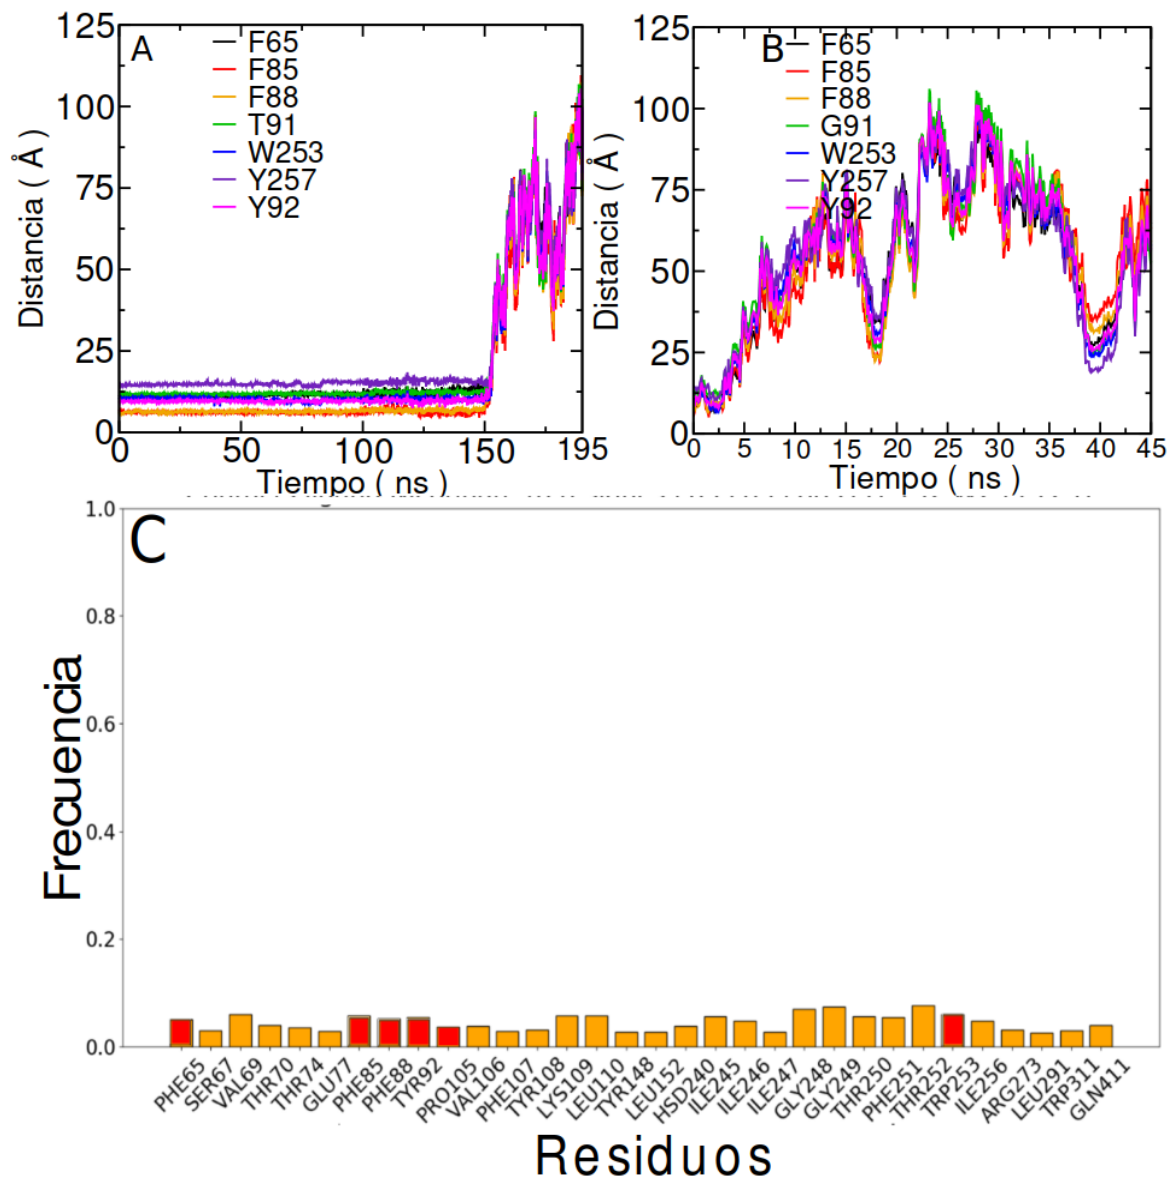 A
F65
F85
F88
T91
W253
Y257
Y92
125
100
75
50
25
0
Distancia ( Å )
0 50 100 150 195
Tiempo ( ns )
B
F65
F85
F88
G91
W253
Y257
Y92
125
100
75
50
25
0
Distancia ( Å )
0 5 10 15 20 25 30 35 40 45
Tiempo ( ns )
C
1.0
0.8
0.6
0.4
0.2
0.0
Frecuencia
PHE65 SER67 VAL69 THR70 THR74 GLU77 PHE85 PHE88 TYR92 PRO105 VAL106 PHE107 TYR108 LYS109 LEU110 TYR148 LEU152 HSD240 ILE245 ILE246 ILE247 GLY248 GLY249 THR250 PHE251 THR252 TRP253 ILE256 ARG273 LEU291 TRP311 GLN411
Residuos